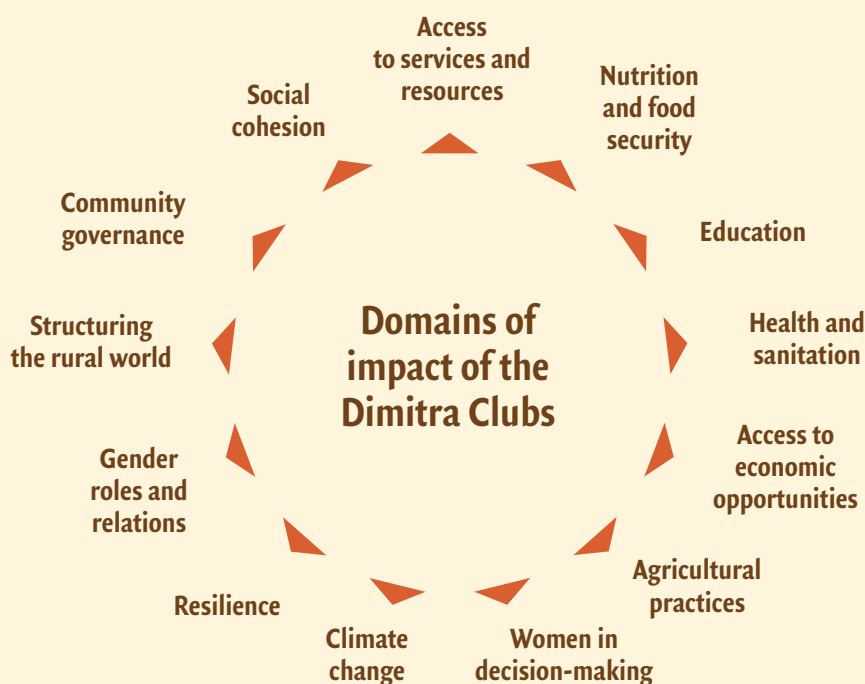 Access
to services and
resources
Nutrition
and food
security
Education
Health and
sanitation
Access to
economic
opportunities
Agricultural
practices
Women in
decision-making
Climate
change
Resilience
Gender
roles and
relations
Structuring
the rural world
Community
governance
Social
cohesion
Domains of
impact of the
Dimitra Clubs